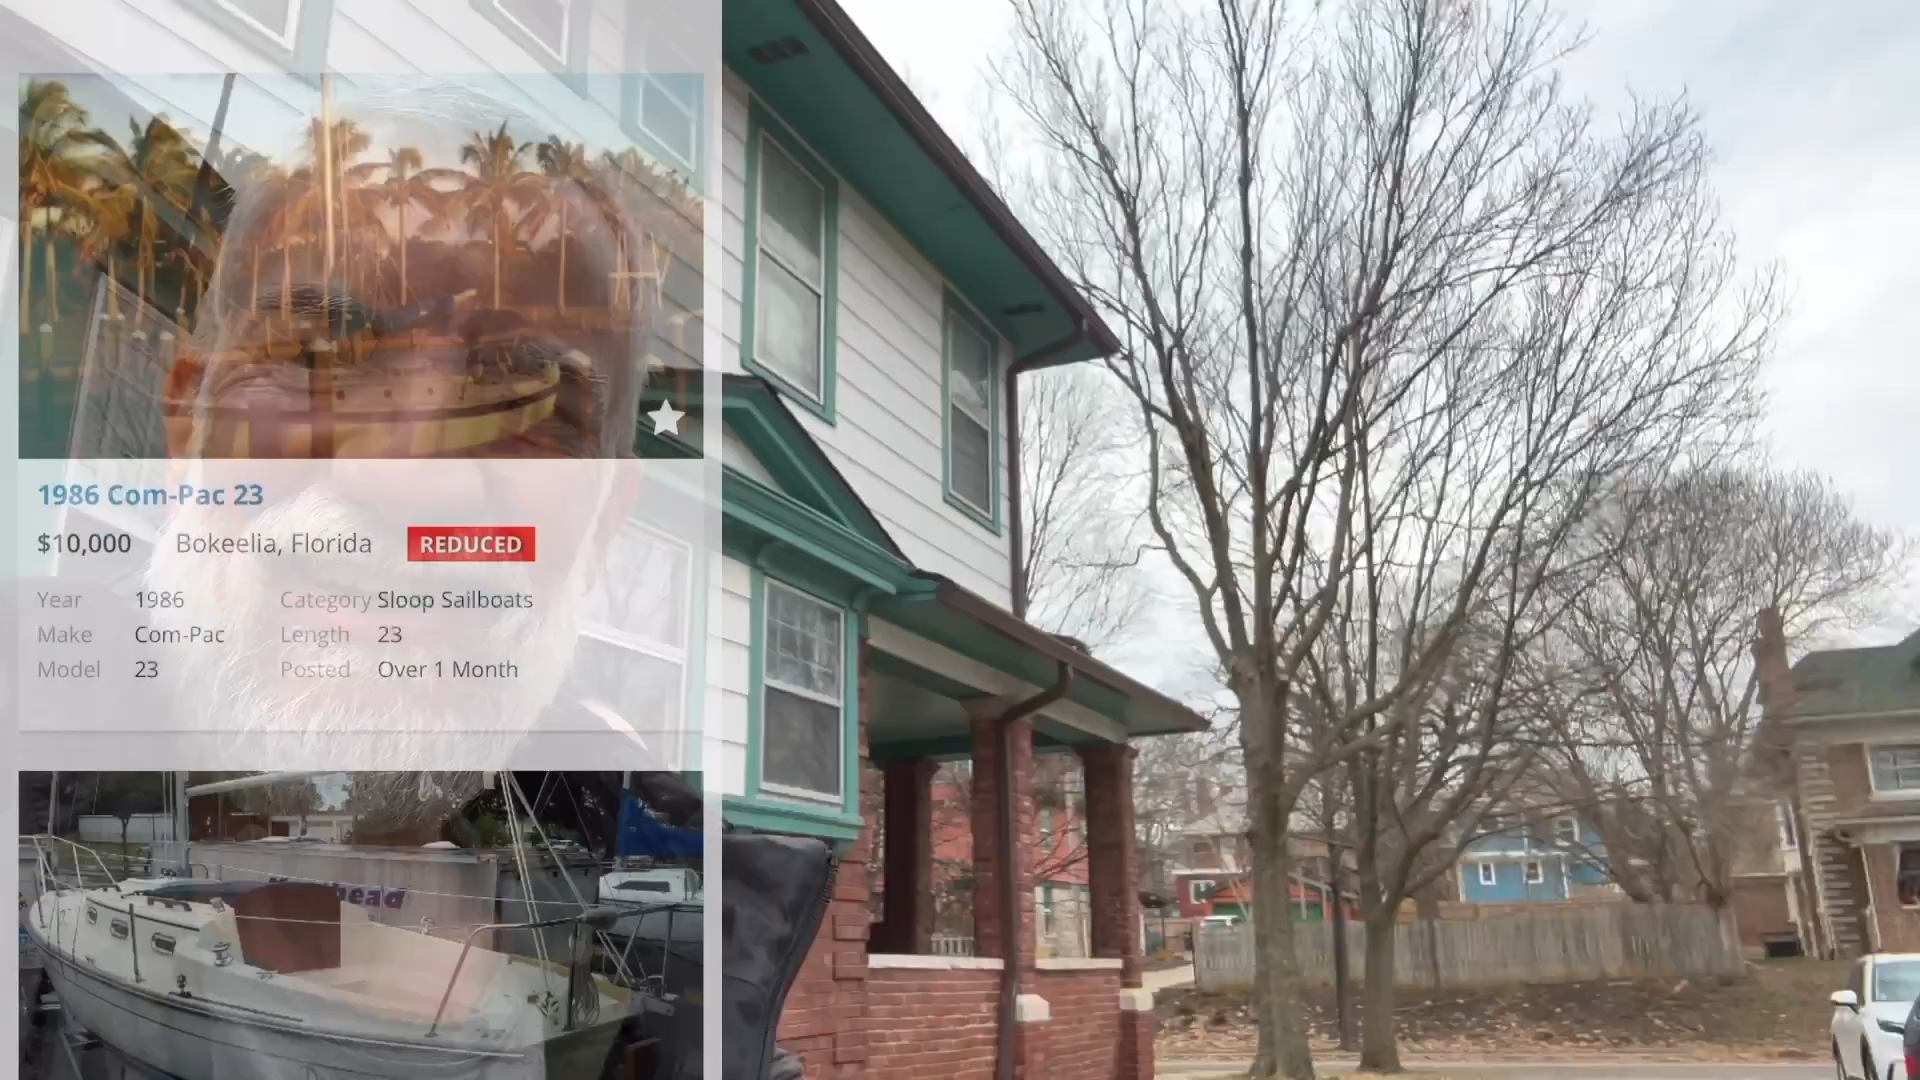 1986 Com-Pac 23
$10,000 Bokeelia, Florida REDUCED
Year 1986 Category Sloop Sailboats
Make Com-Pac Length 23
Model 23 Posted Over 1 Month